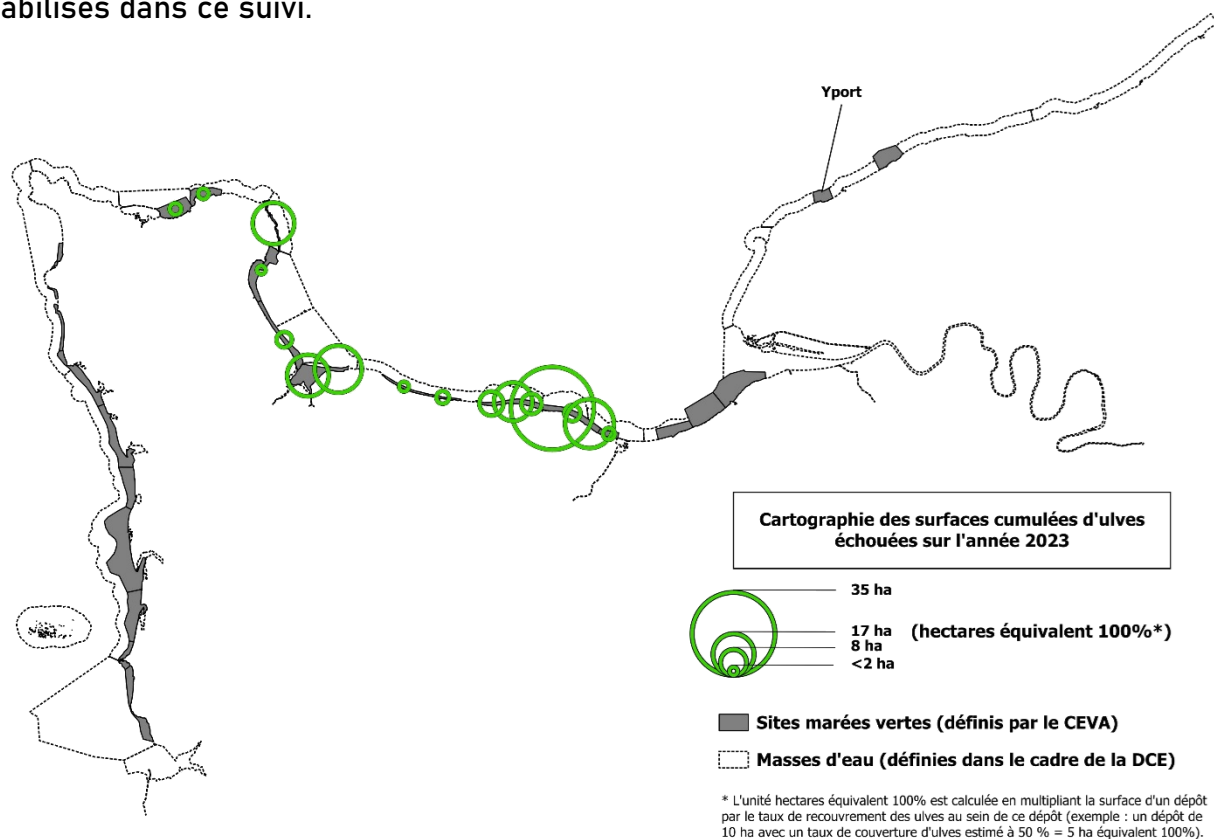 abilisés dans ce suivi.
Yport
Cartographie des surfaces cumulées d'ulves
échouées sur l'année 2023
35 ha
17 ha (hectares équivalent 100%*)
8 ha
<2 ha
Sites marées vertes (définis par le CEVA)
Masses d'eau (définies dans le cadre de la DCE)
* L'unité hectares équivalent 100% est calculée en multipliant la surface d'un dépôt
par le taux de recouvrement des ulves au sein de ce dépôt (exemple : un dépôt de
10 ha avec un taux de couverture d'ulves estimé à 50 % = 5 ha équivalent 100%).